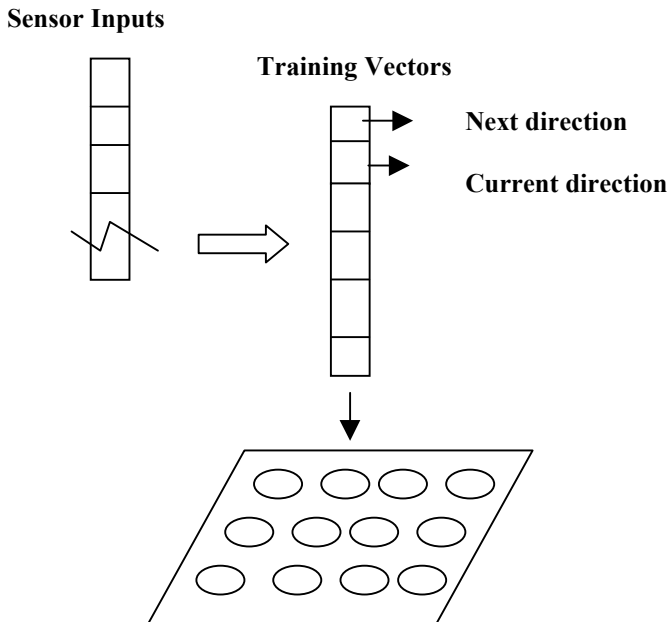 Sensor Inputs
Training Vectors
Next direction
Current direction